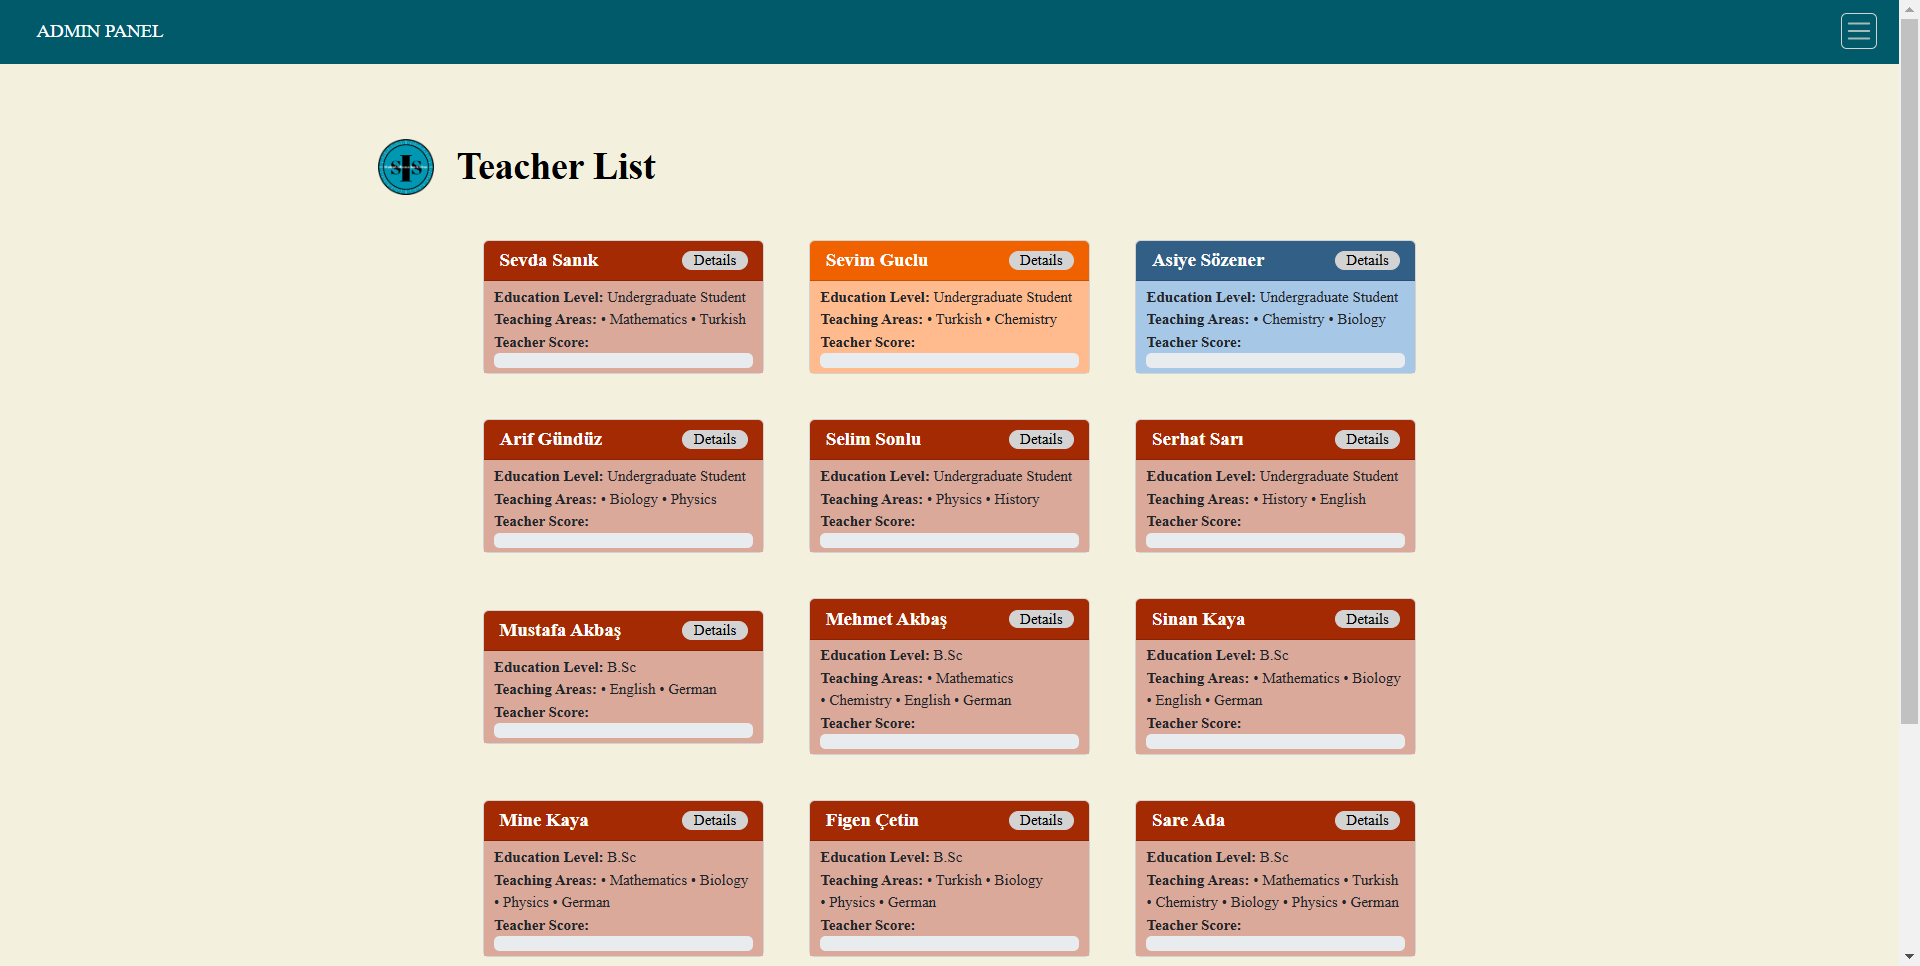 ADMIN PANEL
SIS
Teacher List
Sevda Sanık Details
Education Level: Undergraduate Student
Teaching Areas: • Mathematics • Turkish
Teacher Score:
Sevim Guclu Details
Education Level: Undergraduate Student
Teaching Areas: • Turkish • Chemistry
Teacher Score:
Asiye Sözener Details
Education Level: Undergraduate Student
Teaching Areas: • Chemistry • Biology
Teacher Score:
Arif Gündüz Details
Education Level: Undergraduate Student
Teaching Areas: • Biology • Physics
Teacher Score:
Selim Sonlu Details
Education Level: Undergraduate Student
Teaching Areas: • Physics • History
Teacher Score:
Serhat Sarı Details
Education Level: Undergraduate Student
Teaching Areas: • History • English
Teacher Score:
Mustafa Akbaş Details
Education Level: B.Sc
Teaching Areas: • English • German
Teacher Score:
Mehmet Akbaş Details
Education Level: B.Sc
Teaching Areas: • Mathematics
• Chemistry • English • German
Teacher Score:
Sinan Kaya Details
Education Level: B.Sc
Teaching Areas: • Mathematics • Biology
• English • German
Teacher Score:
Mine Kaya Details
Education Level: B.Sc
Teaching Areas: • Mathematics • Biology
• Physics • German
Teacher Score:
Figen Çetin Details
Education Level: B.Sc
Teaching Areas: • Turkish • Biology
• Physics • German
Teacher Score:
Sare Ada Details
Education Level: B.Sc
Teaching Areas: • Mathematics • Turkish
• Chemistry • Biology • Physics • German
Teacher Score: